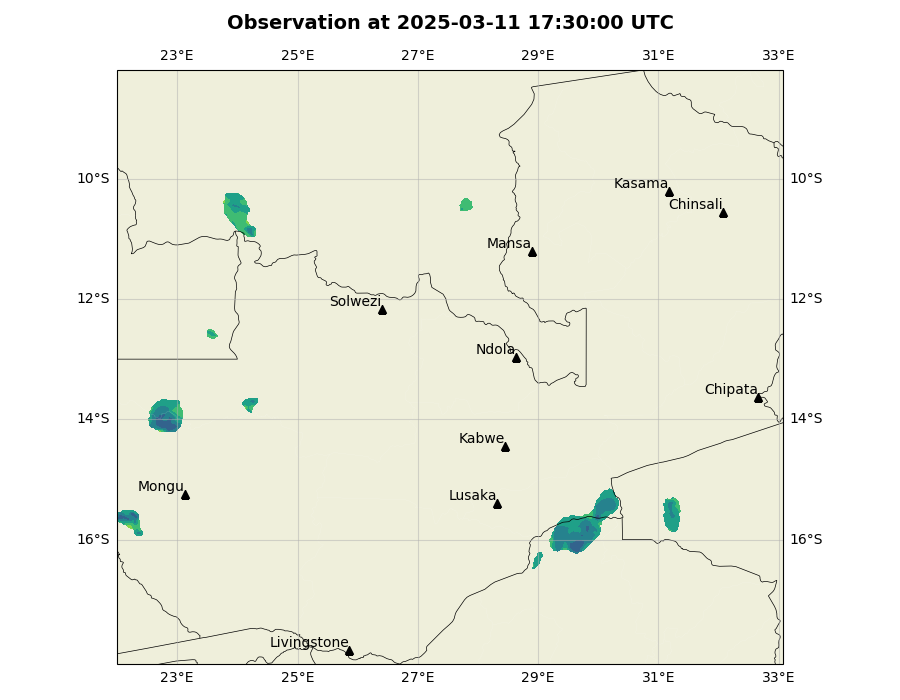 Observation at 2025-03-11 17:30:00 UTC
23°E 25°E 27°E 29°E 31°E 33°E
10°S 10°S
Kasama
Chinsali
Mansa
12°S 12°S
Solwezi
Ndola
Chipata
14°S 14°S
Kabwe
Mongu
Lusaka
16°S 16°S
Livingstone
23°E 25°E 27°E 29°E 31°E 33°E